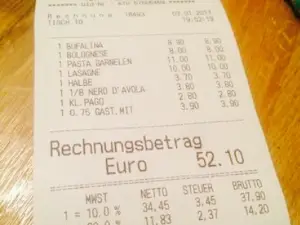 Rechnung
TISCH 10 19:52:19
1 BUFALINA 8.90 8.90
1 BOLOGNESE 8.00 8.00
1 PASTA GARNELEN 11.00 11.00
1 LASAGNE 10.00 10.00
1 HALBE 3.70 3.70
1 1/8 NERO D'AVOLA 3.80 3.80
1 KL.PAGO 2.80 2.80
1 0.75 GAST.MIT 3.90 3.90
Rechnungsbetrag
Euro 52.10
MWST NETTO STEUER BRUTTO
1 = 10.0 % 34,45 3,45 37,90
11,83 2,37 14,20